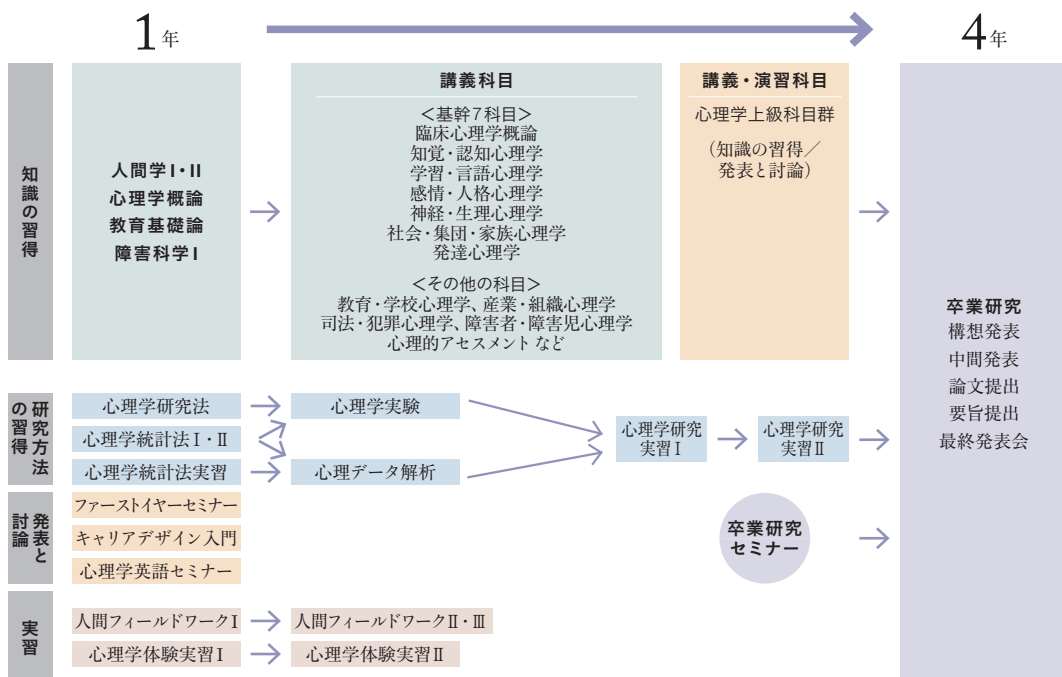 1年
4年
知識の習得
人間学I・II
心理学概論
教育基礎論
障害科学I
講義科目
<基幹7科目>
臨床心理学概論
知覚・認知心理学
学習・言語心理学
感情・人格心理学
神経・生理心理学
社会・集団・家族心理学
発達心理学
<その他の科目>
教育・学校心理学、産業・組織心理学
司法・犯罪心理学、障害者・障害児心理学
心理的アセスメント など
講義・演習科目
心理学上級科目群
(知識の習得/
発表と討論)
研究方法
の習得
心理学研究法
心理学統計法Ⅰ・Ⅱ
心理学統計法実習
心理学実験
心理データ解析
心理学研究
実習Ⅰ
心理学研究
実習Ⅱ
発表と
討論
ファーストイヤーセミナー
キャリアデザイン入門
心理学英語セミナー
卒業研究
セミナー
実習
人間フィールドワークⅠ
心理学体験実習Ⅰ
人間フィールドワークⅡ・Ⅲ
心理学体験実習Ⅱ
卒業研究
構想発表
中間発表
論文提出
要旨提出
最終発表会